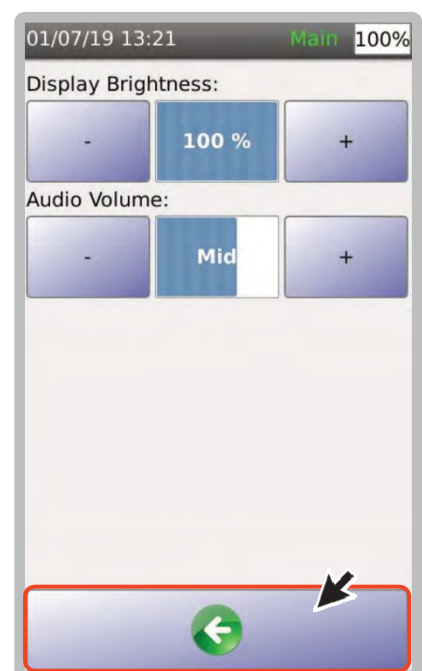 01/07/19 13:21 Main 100%
Display Brightness:
- 100 % +
Audio Volume:
- Mid +